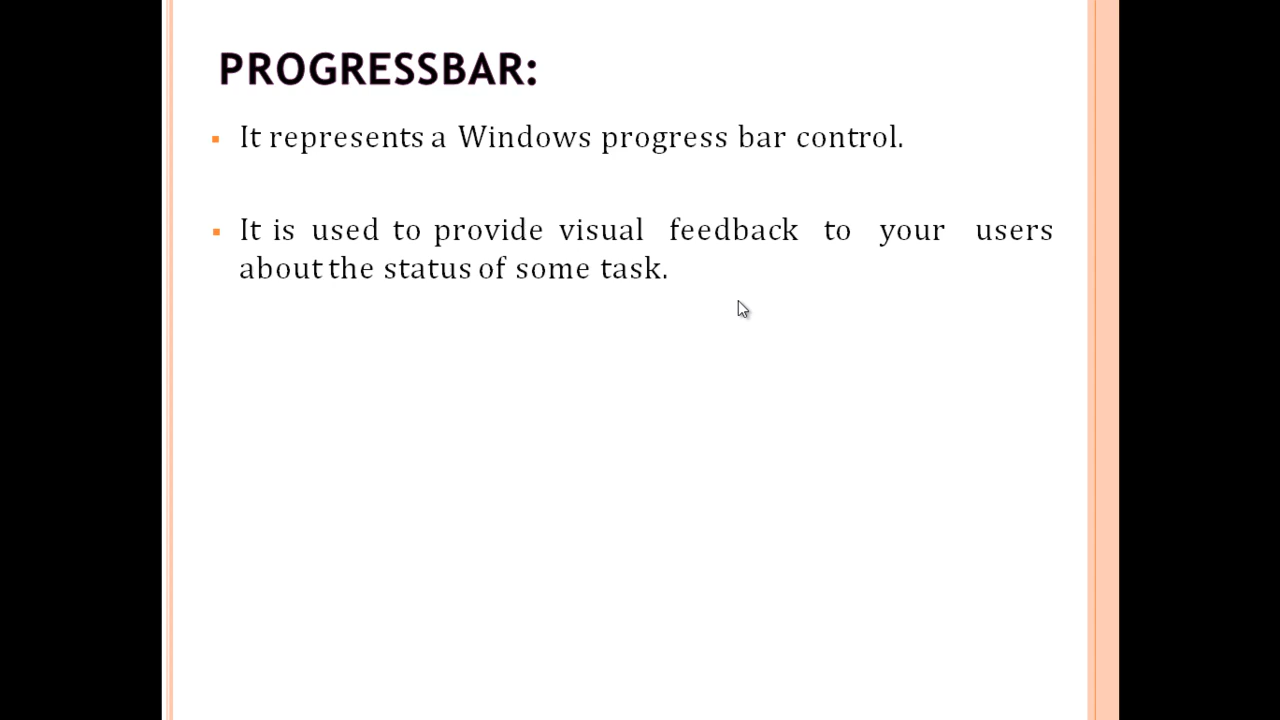 PROGRESSBAR:
It represents a Windows progress bar control.
It is used to provide visual feedback to your users
about the status of some task.